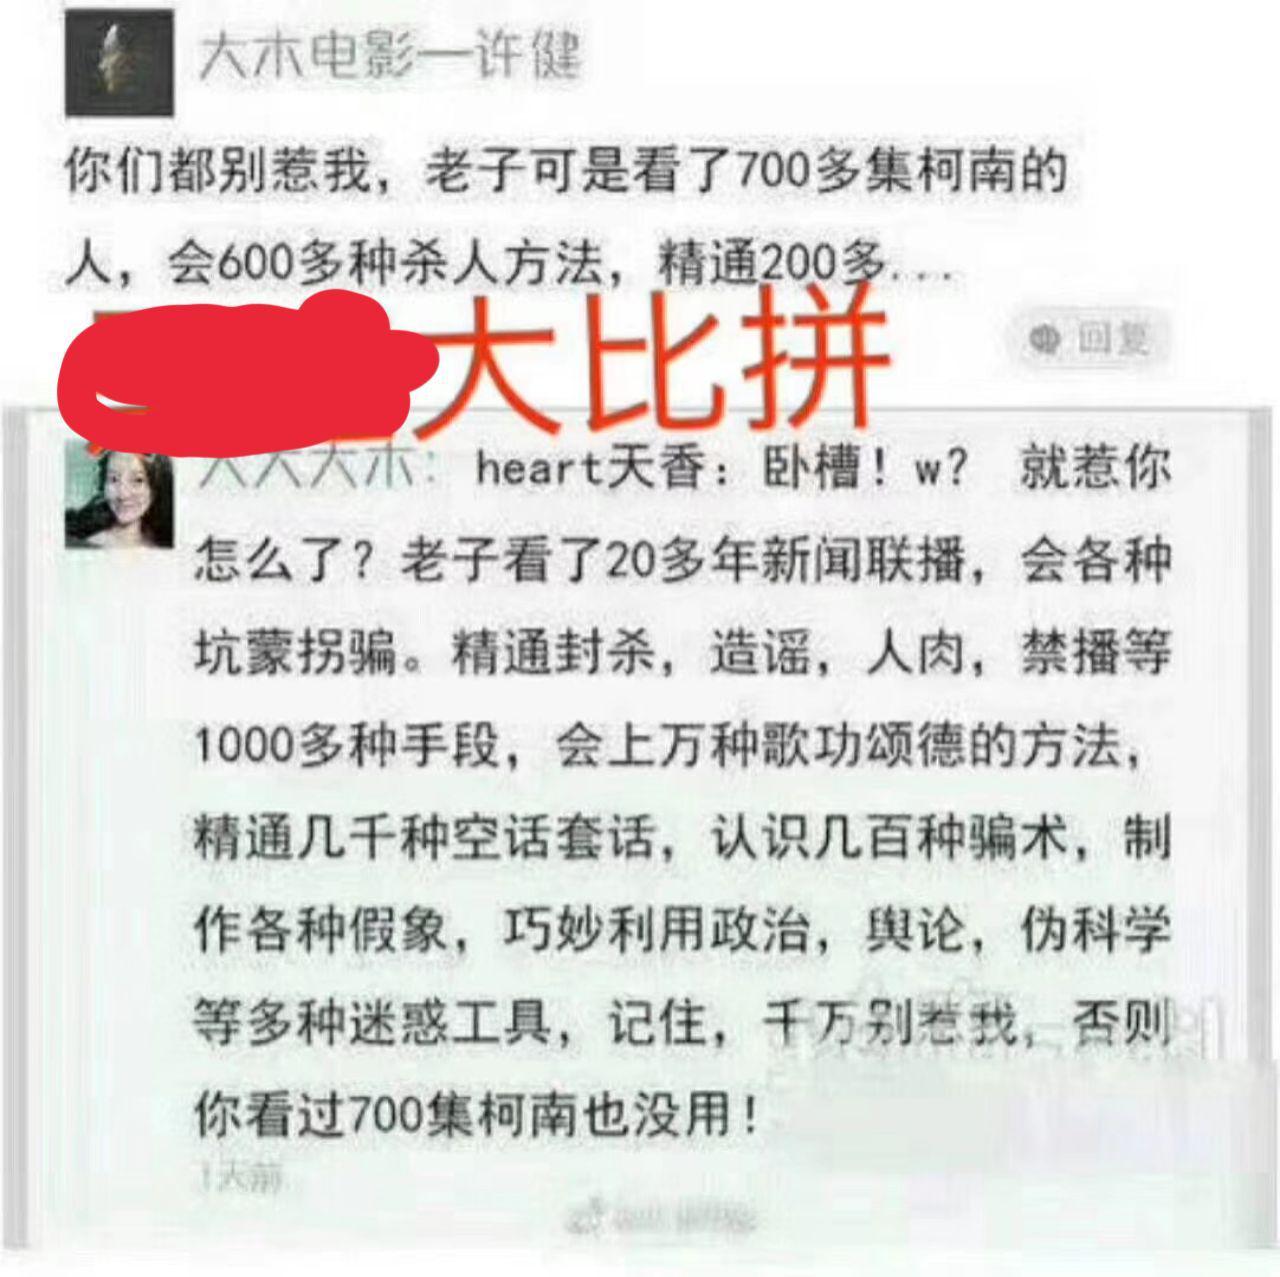 大木电影一许健
你们都别惹我，老子可是看了700多集柯南的
人，会600多种杀人方法，精通200多...
大比拼
回复
大大大木：heart天香：卧槽！w？ 就惹你
怎么了？老子看了20多年新闻联播，会各种
坑蒙拐骗。精通封杀，造谣，人肉，禁播等
1000多种手段，会上万种歌功颂德的方法，
精通几千种空话套话，认识几百种骗术，制
作各种假象，巧妙利用政治，舆论，伪科学
等多种迷惑工具，记住，千万别惹我，否则
你看过700集柯南也没用！
1天前